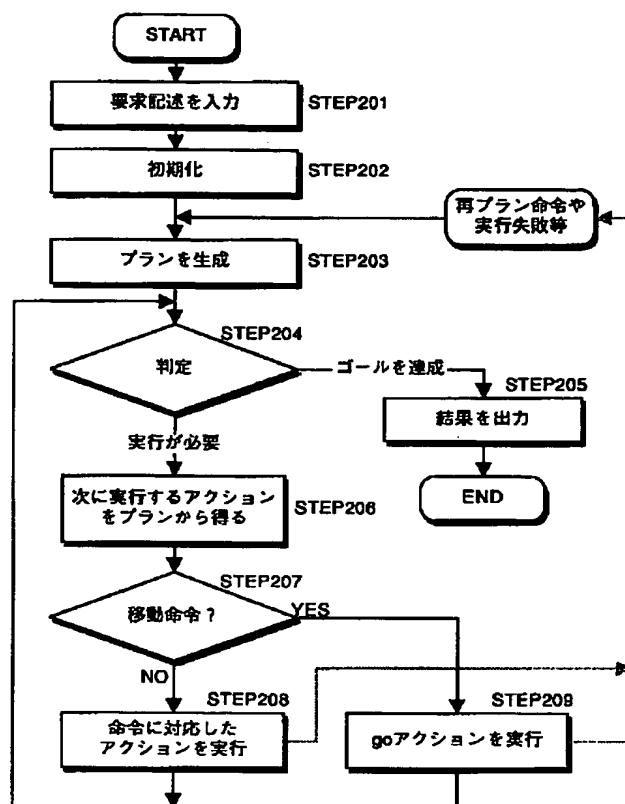 START
要求記述を入力
STEP201
初期化
STEP202
再プラン命令や
実行失敗等
プランを生成
STEP203
STEP204
判定
ゴールを達成
STEP205
結果を出力
実行が必要
END
次に実行するアクション
をプランから得る
STEP206
STEP207
移動命令？
YES
NO
STEP208
命令に対応した
アクションを実行
STEP209
goアクションを実行